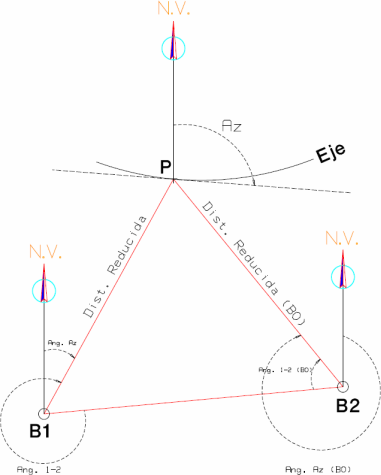 N.V.
Az
Eje
P
Dist. Reducida
Dist. Reducida (BO)
N.V.
N.V.
Ang. Az
Ang. 1-2 (BO)
B1
B2
Ang. 1-2
Ang. Az (BO)